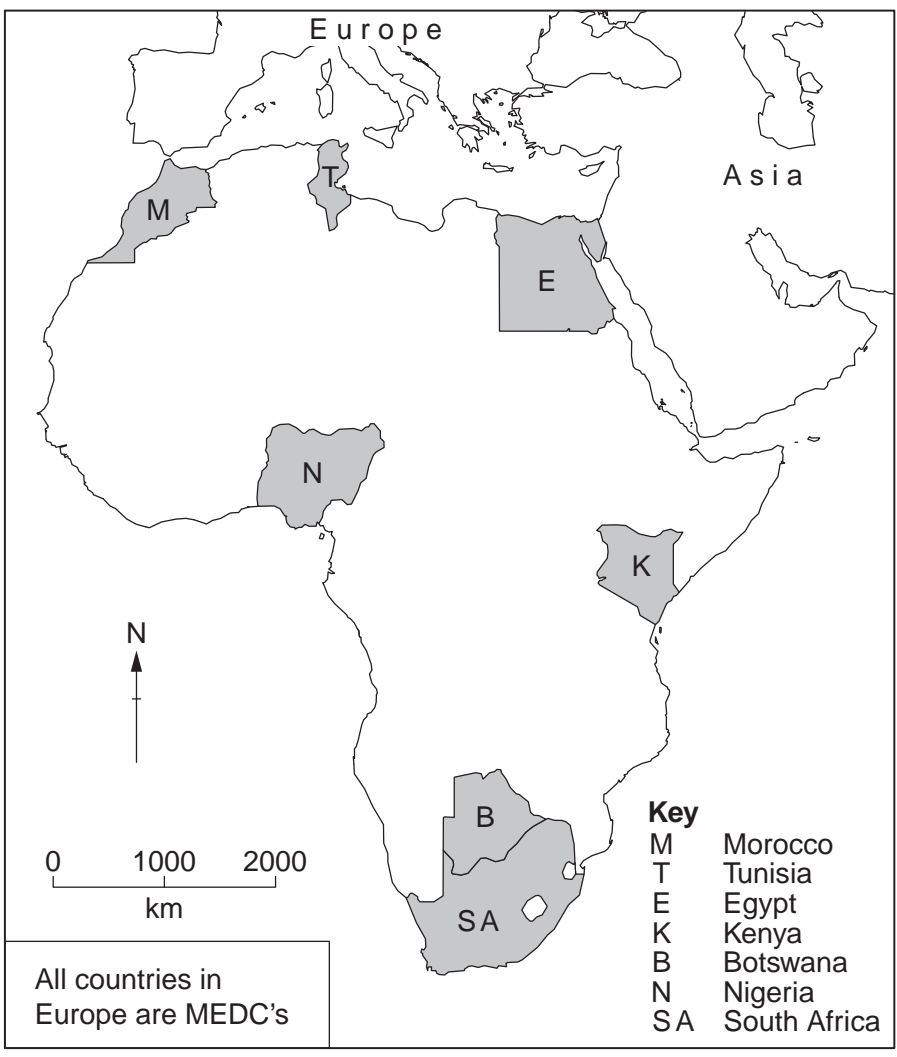 Europe
Asia
M
T
E
N
K
N
B
SA
0 1000 2000
km
All countries in
Europe are MEDC's
Key
M Morocco
T Tunisia
E Egypt
K Kenya
B Botswana
N Nigeria
SA South Africa